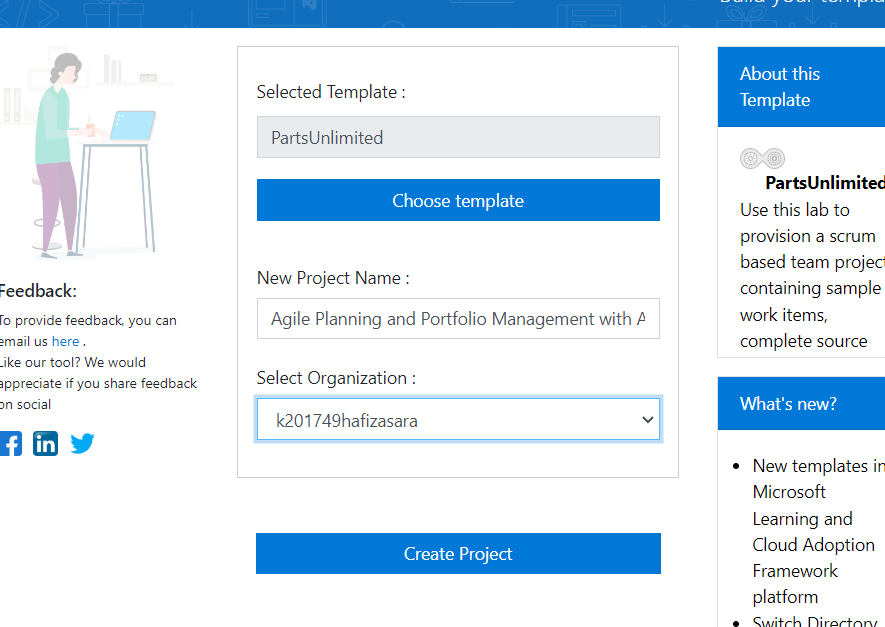 Build your templa
Feedback:
To provide feedback, you can
email us here .
Like our tool? We would
appreciate if you share feedback
on social
Selected Template :
PartsUnlimited
Choose template
New Project Name :
Agile Planning and Portfolio Management with A
Select Organization :
k201749hafizasara
Create Project
About this
Template
PartsUnlimited
Use this lab to
provision a scrum
based team project
containing sample
work items,
complete source
What's new?
New templates in
Microsoft
Learning and
Cloud Adoption
Framework
platform
Switch Directory